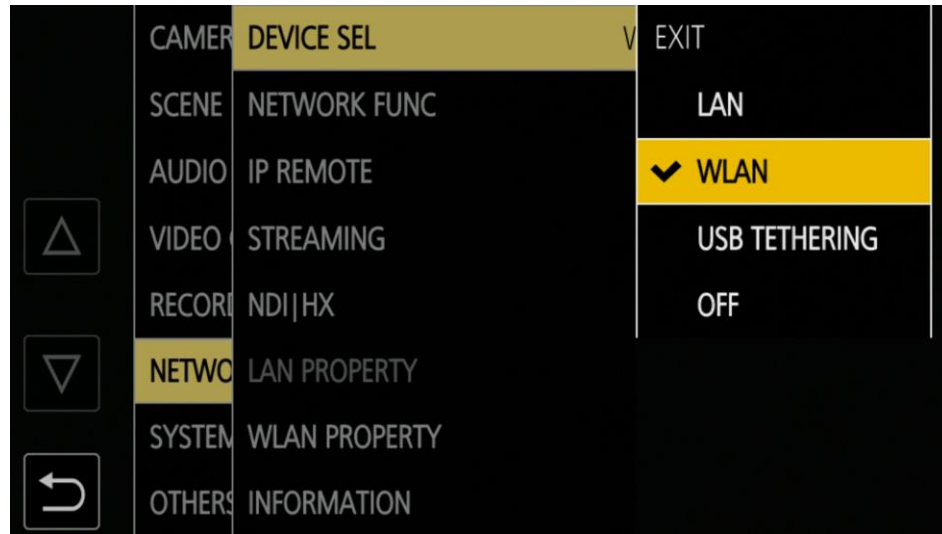 CAMER
SCENE
AUDIO
VIDEO
RECOR
NETWO
SYSTEM
OTHERS
DEVICE SEL
NETWORK FUNC
IP REMOTE
STREAMING
NDI|HX
LAN PROPERTY
WLAN PROPERTY
INFORMATION
EXIT
LAN
WLAN
USB TETHERING
OFF